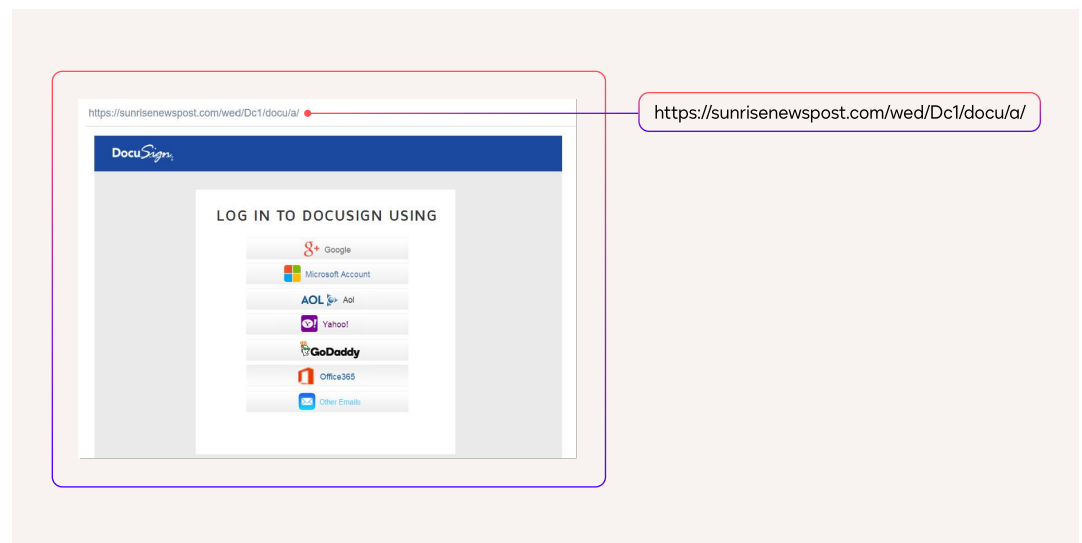 https://sunrisenewspost.com/wed/Dc1/docu/a/
https://sunrisenewspost.com/wed/Dc1/docu/a/
DocuSign
LOG IN TO DOCUSIGN USING
g+ Google
Microsoft Account
AOL Aol
Y! Yahoo!
GoDaddy
Office365
Other Emails